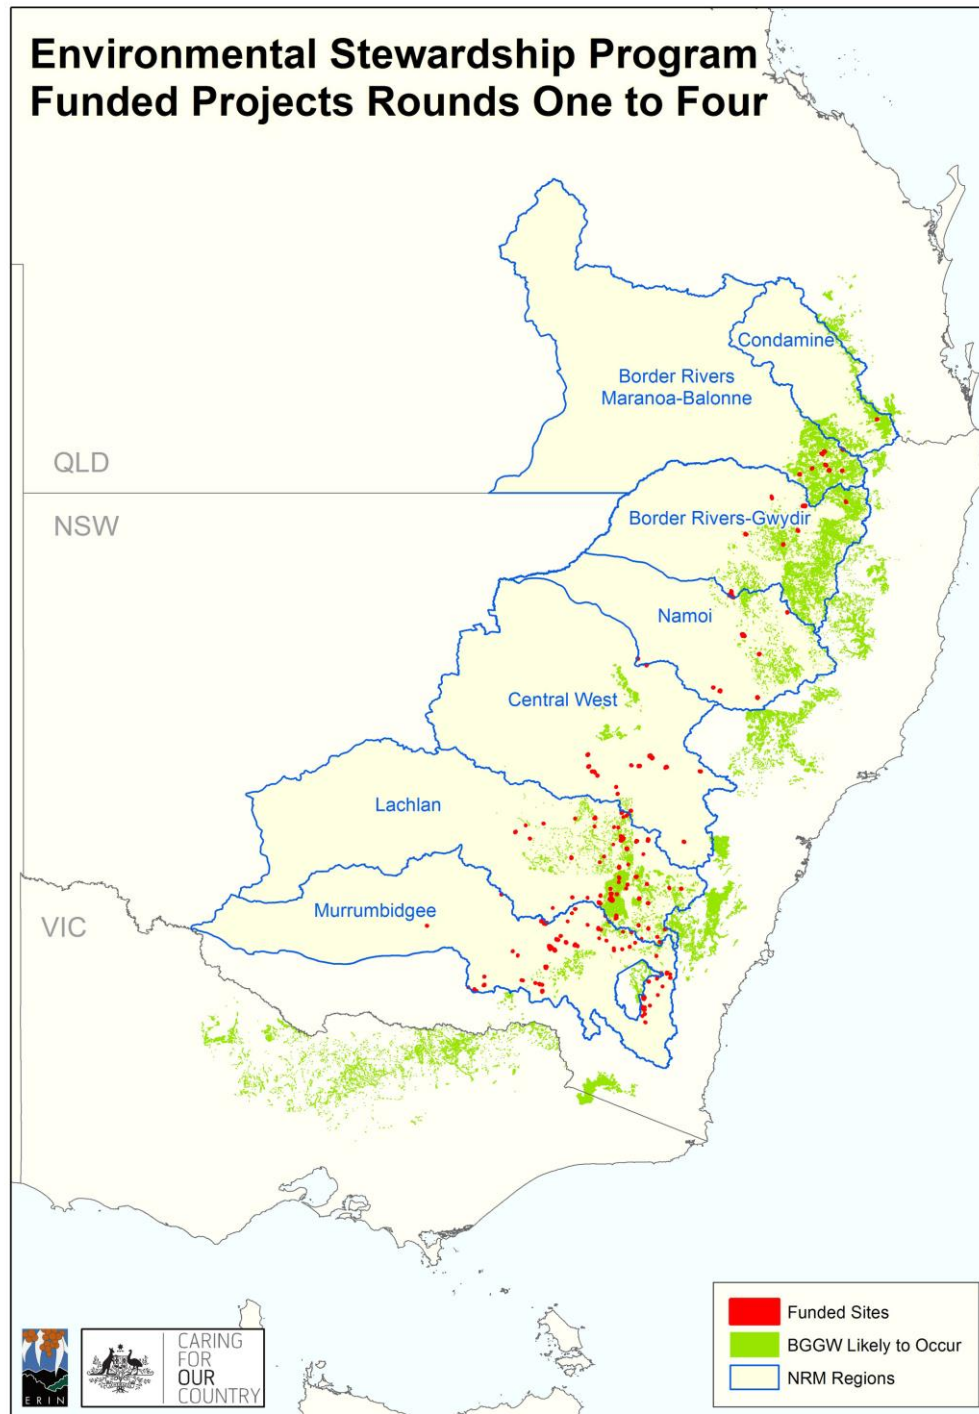 Environmental Stewardship Program
Funded Projects Rounds One to Four
Condamine
Border Rivers
Maranoa-Balonne
QLD
NSW
Border Rivers-Gwydir
Namoi
Central West
Lachlan
Murrumbidgee
VIC
Funded Sites
BGGW Likely to Occur
NRM Regions
ERIN
CARING
FOR
OUR
COUNTRY